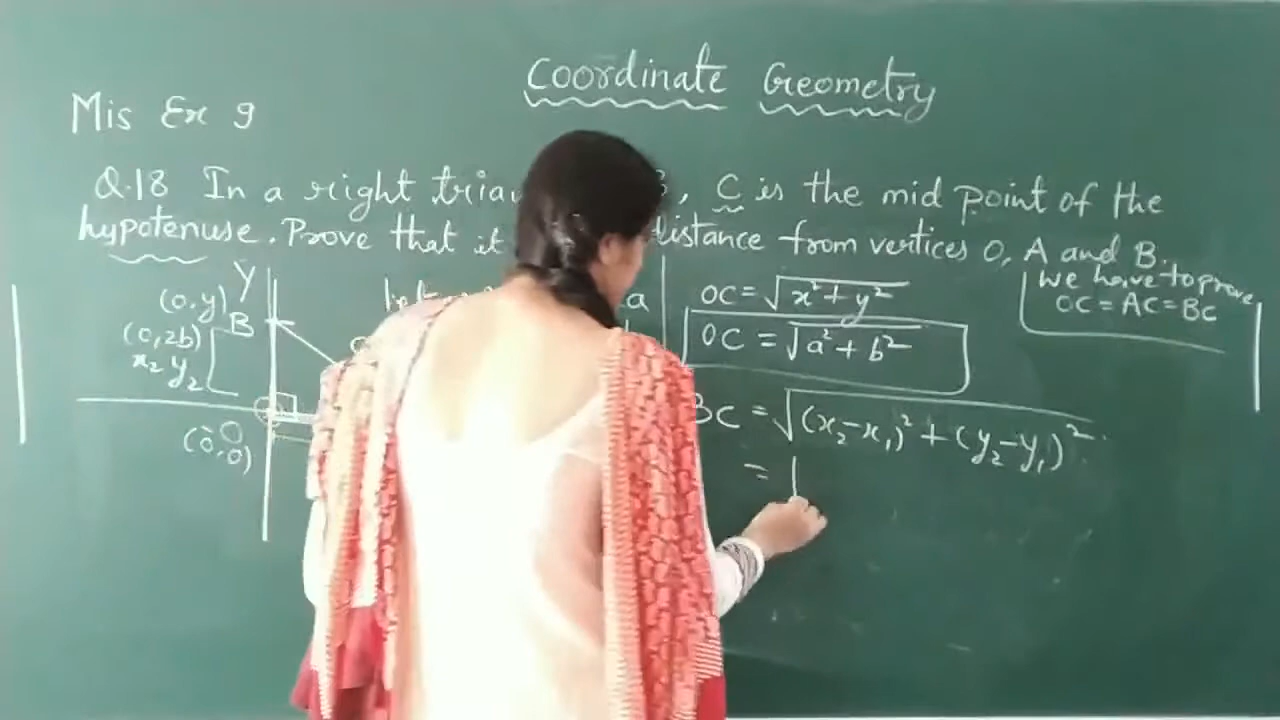 Coordinate Geometry
Mis Ex 9
Q.18 In a right , C is the mid point of the
hypotenuse. Prove that it distance from vertices O, A and B.
We have to prove
OC = AC = BC
Y
(0,y)
B
(0,2b)
x₂ y₂
O
(0,0)
let
a
OC = √x² + y²
OC = √a² + b²
BC = √(x₂-x₁)² + (y₂-y₁)²
=